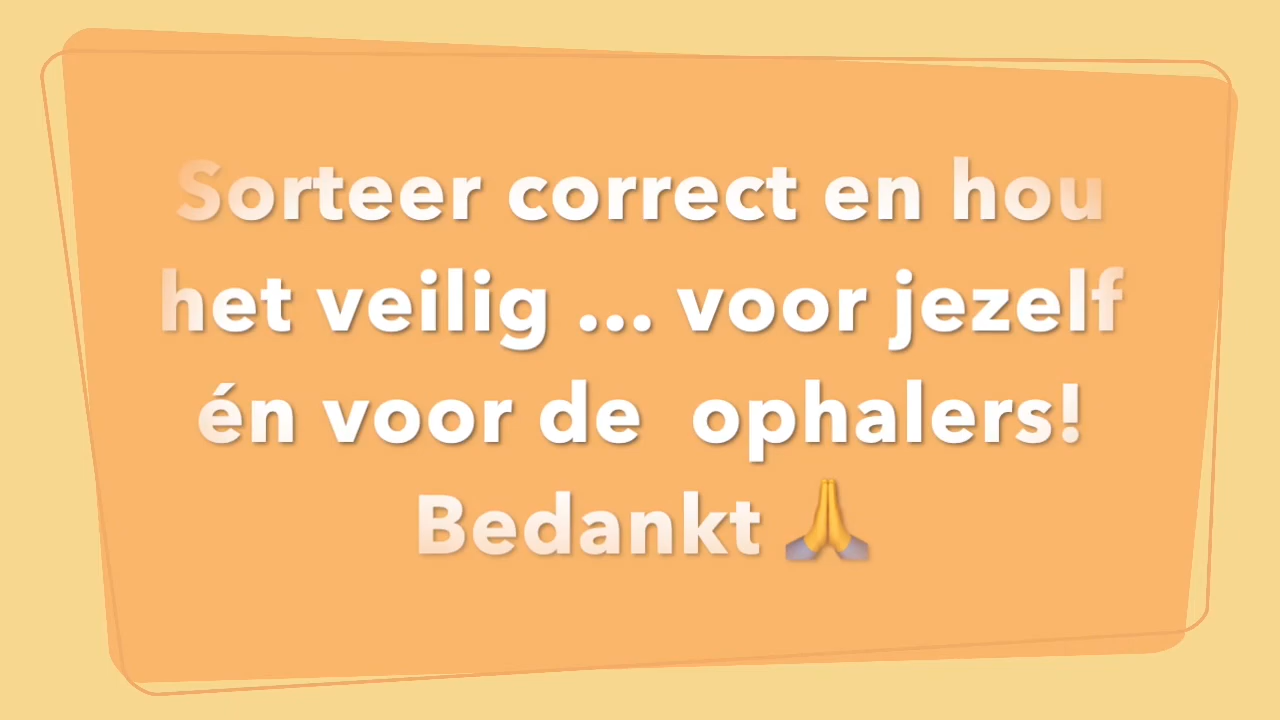 Sorteer correct en hou
het veilig ... voor jezelf
én voor de  ophalers!
Bedankt 🙏